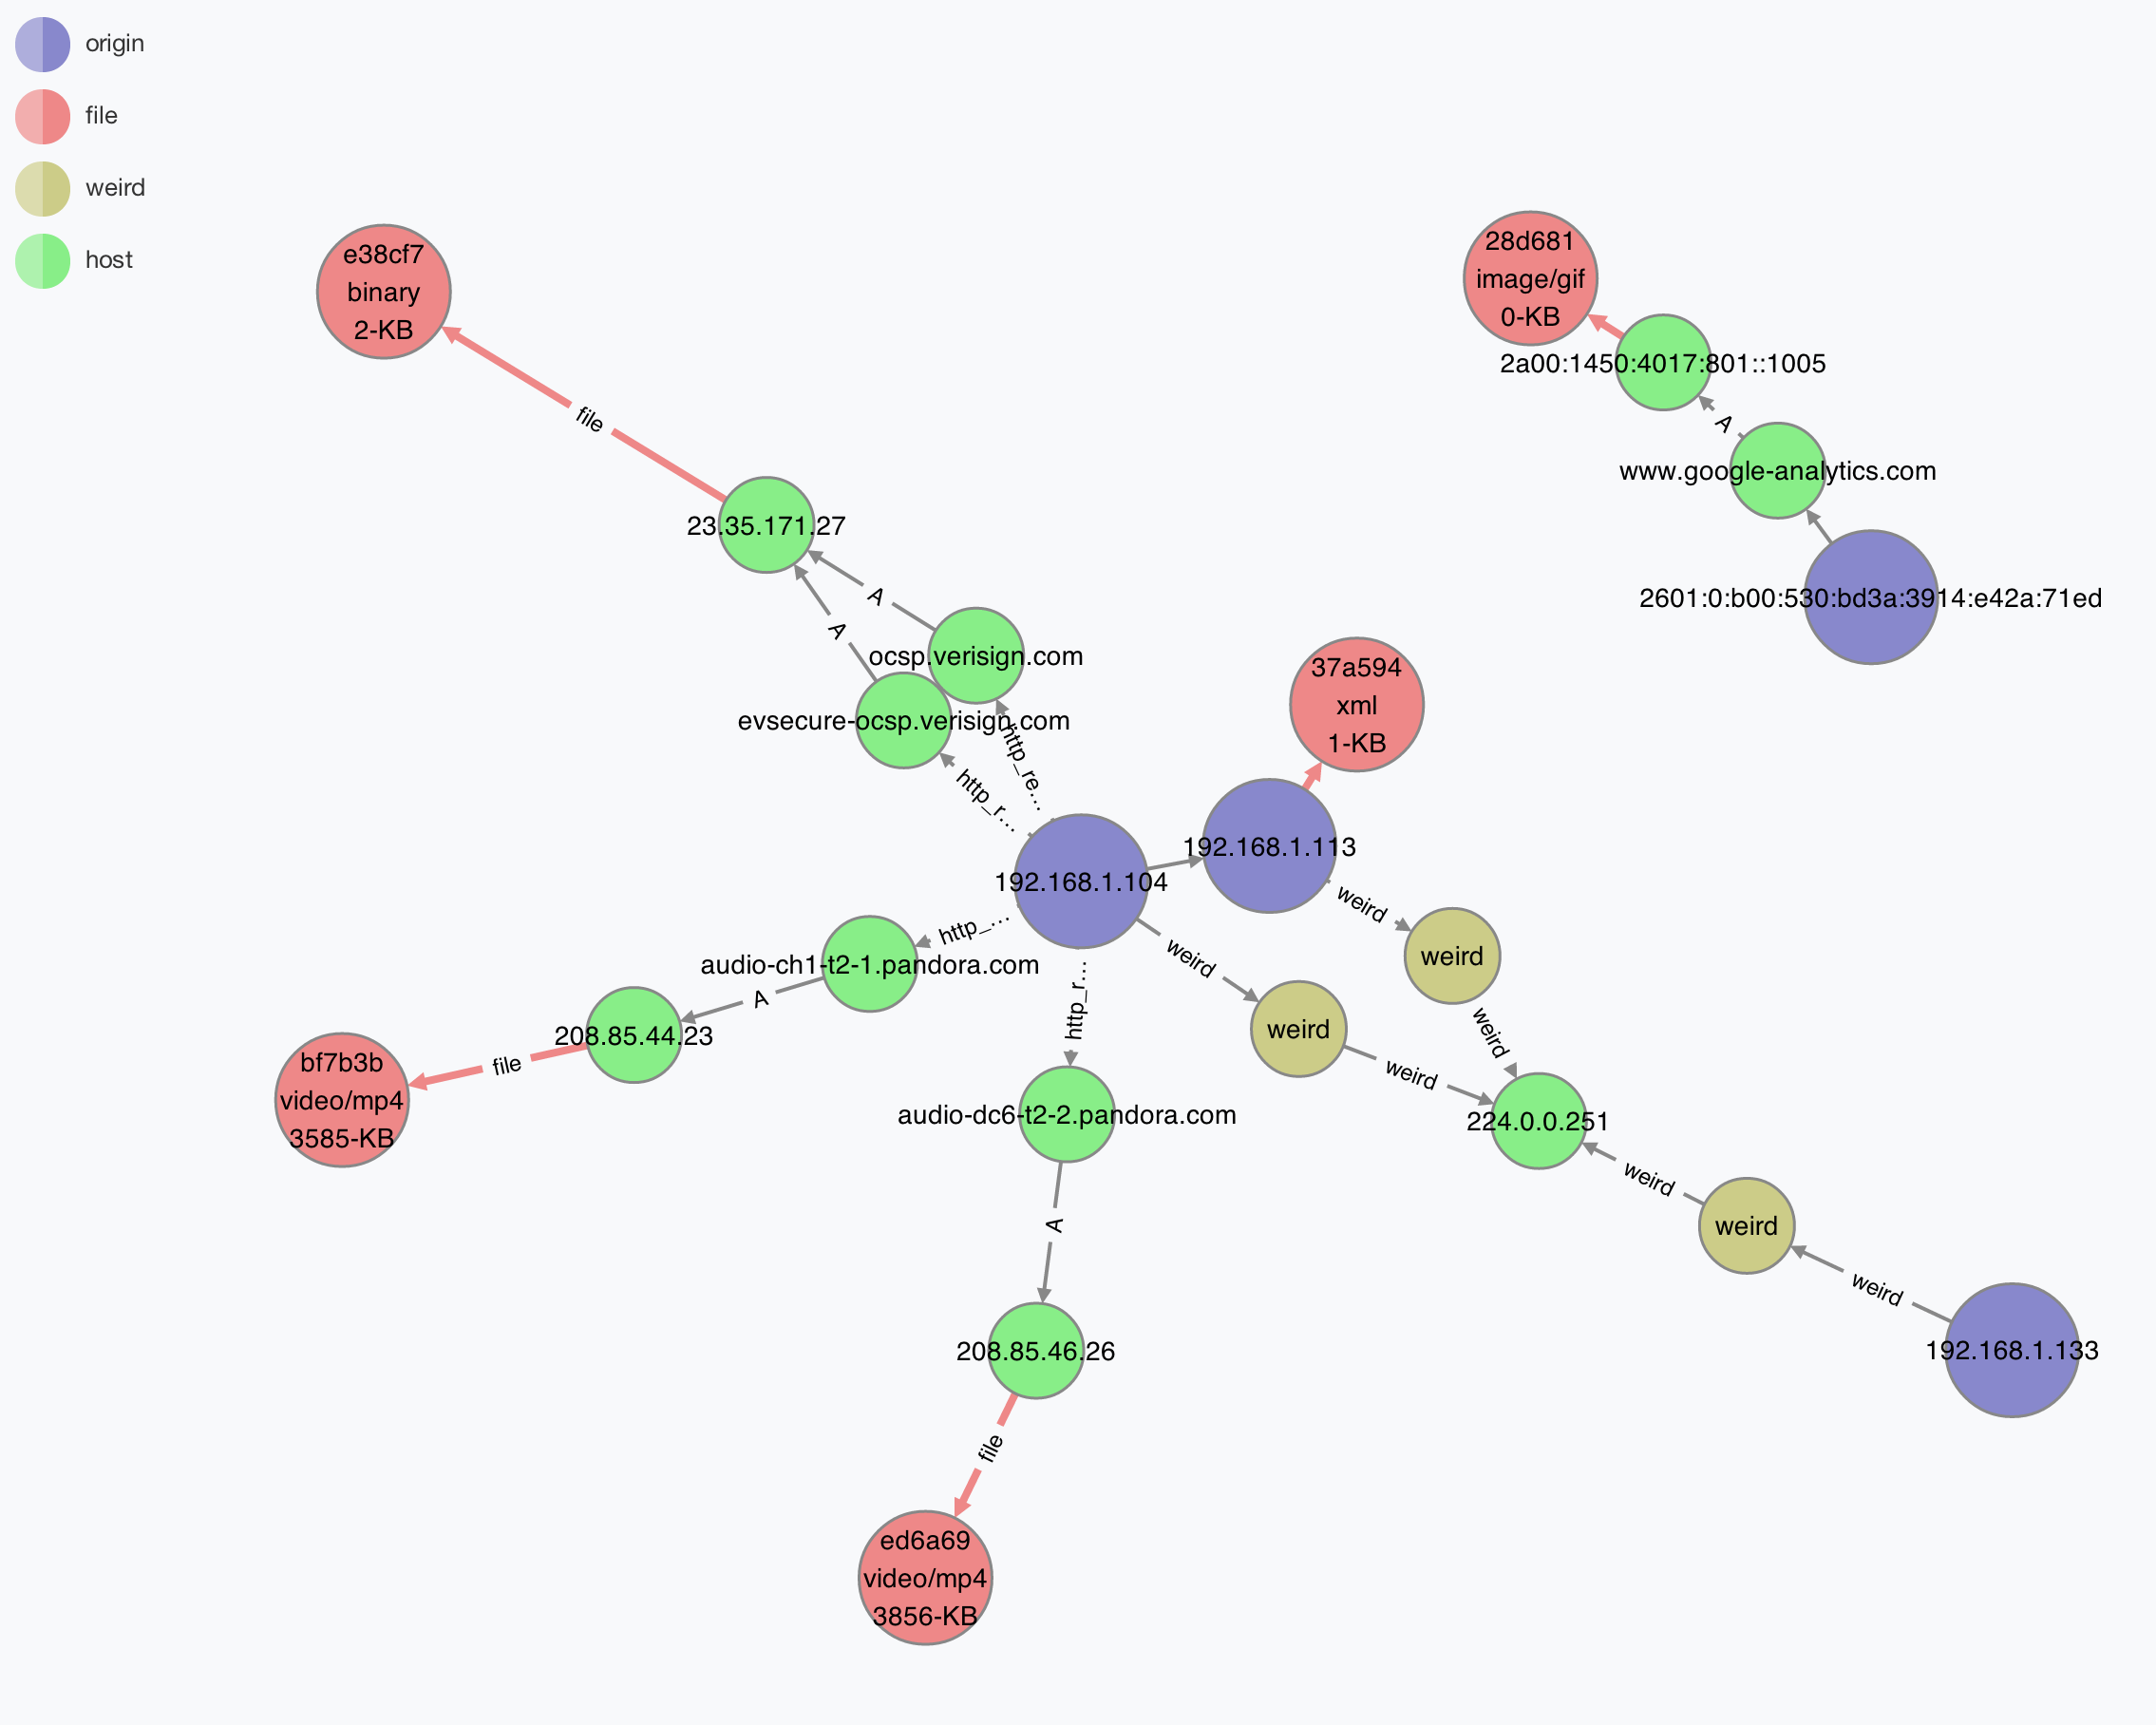 origin
file
weird
host
e38cf7
binary
2-KB
file
23.35.171.27
A
A
ocsp.verisign.com
evsecure-ocsp.verisign.com
http_re...
http_r...
28d681
image/gif
0-KB
2a00:1450:4017:801::1005
A
www.google-analytics.com
2601:0:b00:530:bd3a:3914:e42a:71ed
37a594
xml
1-KB
192.168.1.113
192.168.1.104
weird
weird
weird
weird
http_...
audio-ch1-t2-1.pandora.com
A
208.85.44.23
file
bf7b3b
video/mp4
3585-KB
http_r...
audio-dc6-t2-2.pandora.com
weird
weird
224.0.0.251
weird
weird
weird
192.168.1.133
A
208.85.46.26
file
ed6a69
video/mp4
3856-KB